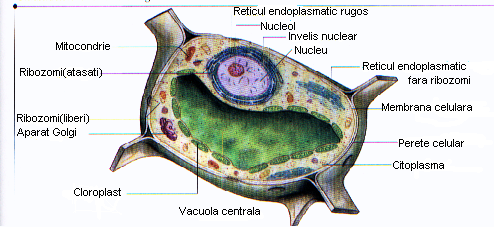 Reticul endoplasmatic rugos
Nucleol
Invelis nuclear
Nucleu
Mitocondrie
Reticul endoplasmatic
fara ribozomi
Ribozomi(atasati)
Membrana celulara
Ribozomi(liberi)
Aparat Golgi
Perete celular
Citoplasma
Cloroplast
Vacuola centrala